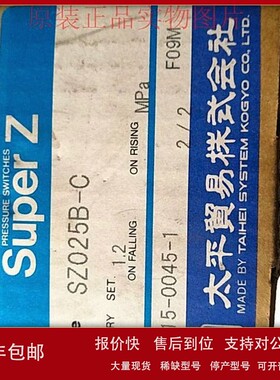 原装正品实物图片
PRESSURE SWITCHES
Super Z
SZ025B-C
RY SET. 1.2 MPa
ON FALLING ON RISING
15-0045-1 2/2 F09M
太平貿易株式会社
MADE BY TAIHEI SYSTEM KOGYO CO., LTD.
年包邮
报价快 售后到位 支持对公
大量现货 稀缺型号 停产型号 可开